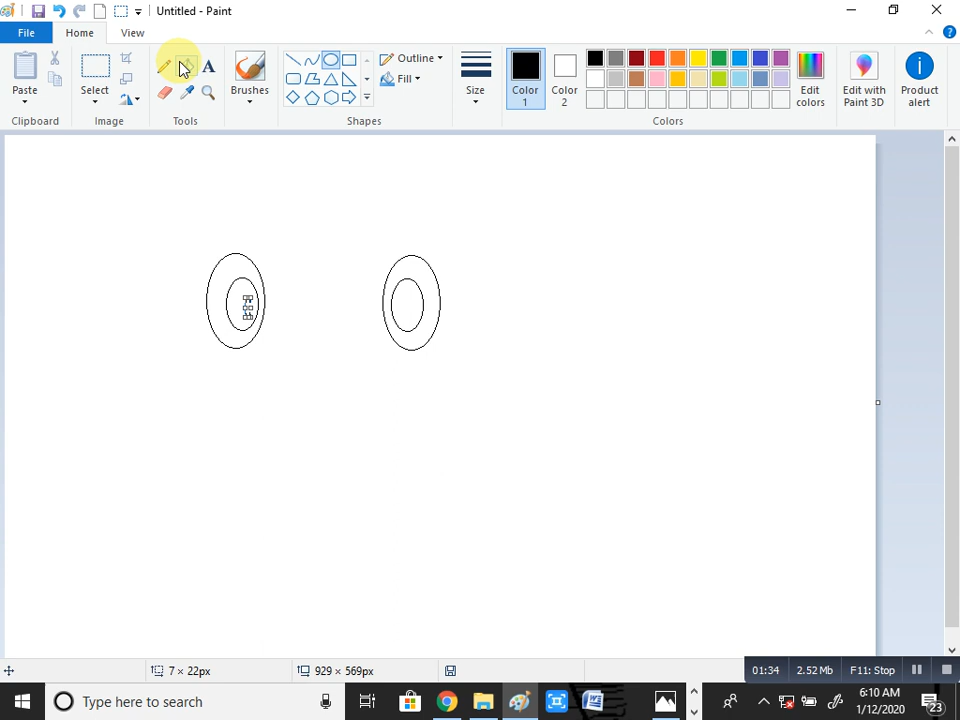 Untitled - Paint
File
Home
View
Paste
Select
A
Brushes
Outline
Fill
Size
Color
1
Color
2
Edit
colors
Edit with
Paint 3D
Product
alert
Clipboard
Image
Tools
Shapes
Colors
7 × 22px
929 × 569px
01:34
2.52 Mb
F11: Stop
Type here to search
6:10 AM
1/12/2020
23